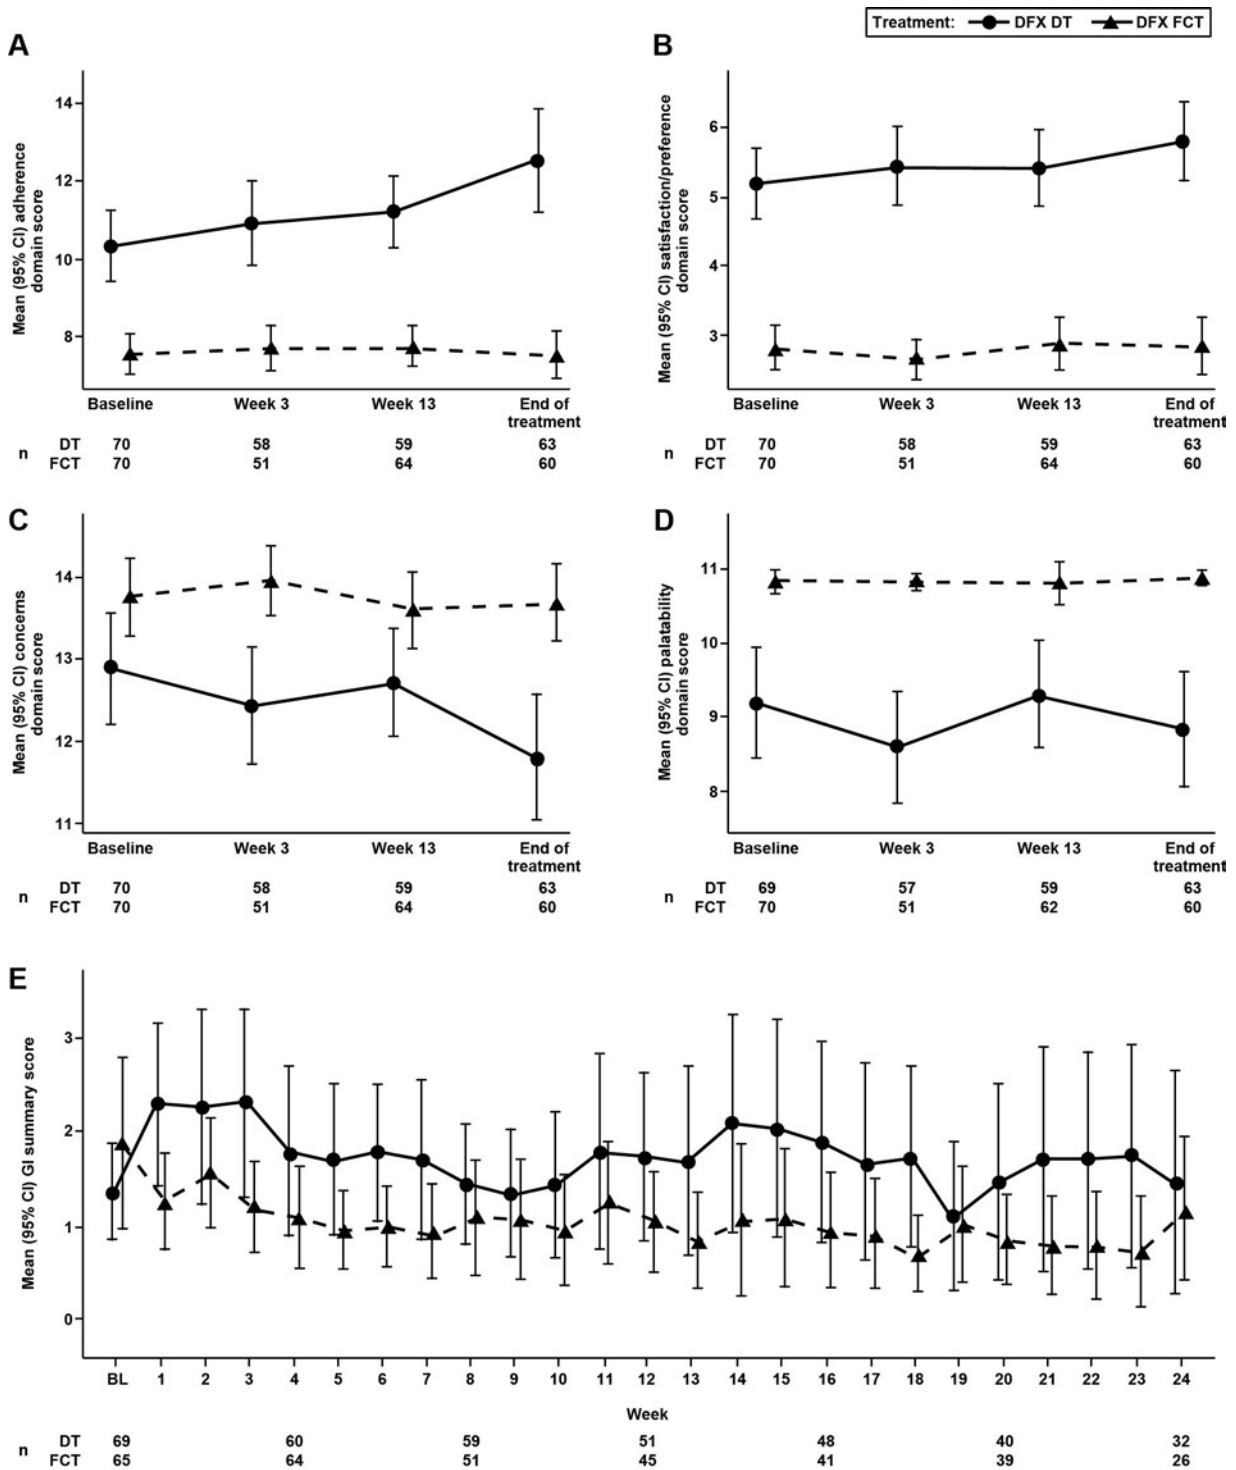 Treatment: DFX DT DFX FCT
A
Mean (95% CI) adherence
domain score
14
12
10
8
Baseline Week 3 Week 13 End of
treatment
n
DT 70 58 59 63
FCT 70 51 64 60
B
Mean (95% CI) satisfaction/preference
domain score
6
5
4
3
Baseline Week 3 Week 13 End of
treatment
n
DT 70 58 59 63
FCT 70 51 64 60
C
Mean (95% CI) concerns
domain score
14
13
12
11
Baseline Week 3 Week 13 End of
treatment
n
DT 70 58 59 63
FCT 70 51 64 60
D
Mean (95% CI) palatability
domain score
11
10
9
8
Baseline Week 3 Week 13 End of
treatment
n
DT 69 57 59 63
FCT 70 51 62 60
E
Mean (95% CI) GI summary score
3
2
1
0
BL 1 2 3 4 5 6 7 8 9 10 11 12 13 14 15 16 17 18 19 20 21 22 23 24
Week
n
DT 69 60 59 51 48 40 32
FCT 65 64 51 45 41 39 26